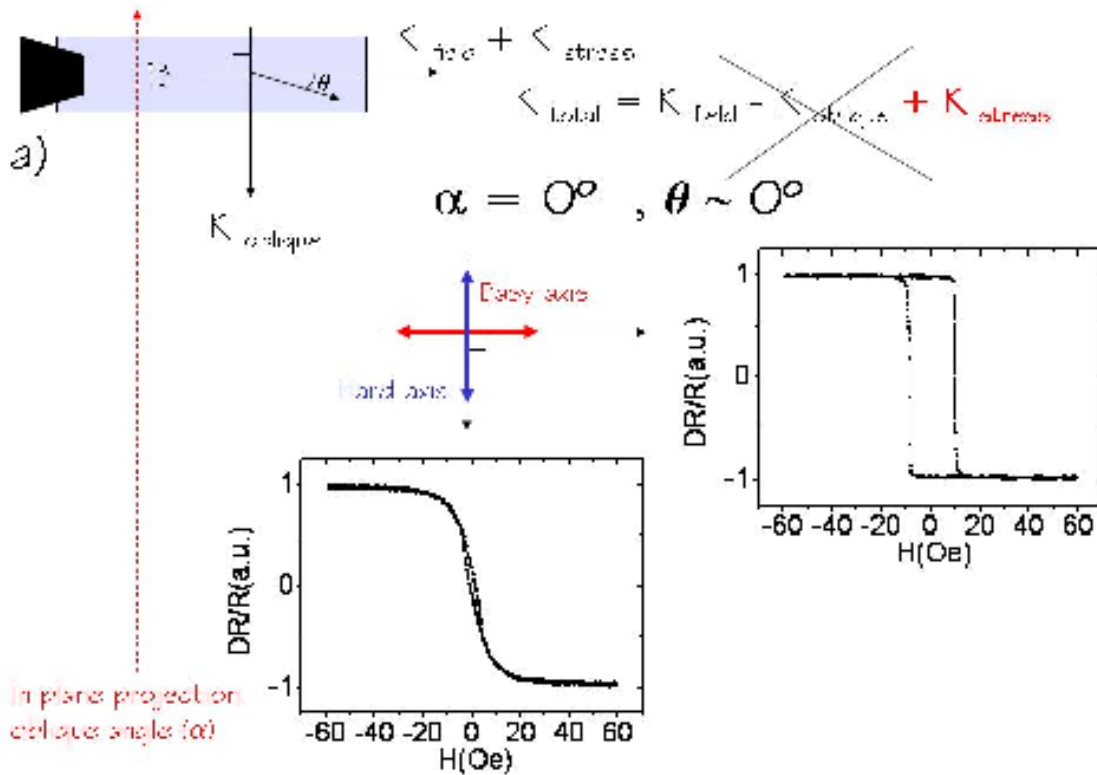 K field + K stress
K total = K field - K oblique + K stress
a)
θ
α = 0° , θ ~ 0°
K oblique
Easy axis
Hard axis
DR/R(a.u.)
1
0
-1
-60 -40 -20 0 20 40 60
H(Oe)
DR/R(a.u.)
1
0
-1
-60 -40 -20 0 20 40 60
H(Oe)
In plane projection
oblique angle (α)